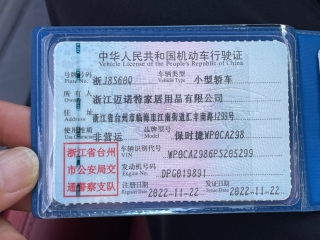 中华人民共和国机动车行驶证
Vehicle License of the People's Republic of China
号牌号码 浙J8S60Q 车辆类型 小型轿车
Plate No. Vehicle Type
所有人 浙江迈诺特家居用品有限公司
Owner
住址 浙江省台州市临海市江南街道汇丰南路1299号
Address
使用性质 非营运 品牌型号 保时捷WP0CA298
Model
浙江省台州
市公安局交
通警察支队
车辆识别代号 WP0CA2986PS205299
VIN
发动机号码 DPG019891
Engine No.
注册日期 2022-11-22 发证日期 2022-11-22
Register Date Issue Date